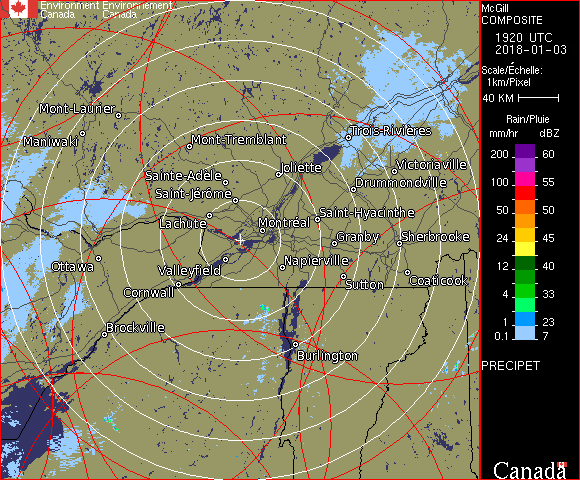 Environment Environnement
Canada Canada
McGill
COMPOSITE
1920 UTC
2018-01-03
Scale/Échelle:
1km/Pixel
40 KM
Rain/Pluie
mm/hr dBZ
200 60
150 57
100 55
50 50
24 45
12 40
4 33
1 23
0.1 7
PRECIPET
Canada
Mont-Laurier
Maniwaki
Mont-Tremblant
Trois-Rivières
Sainte-Adèle
Joliette
Victoriaville
Saint-Jérôme
Drummondville
Lachute
Montréal
Saint-Hyacinthe
Granby
Sherbrooke
Ottawa
Valleyfield
Napierville
Cornwall
Sutton
Coaticook
Brockville
Burlington